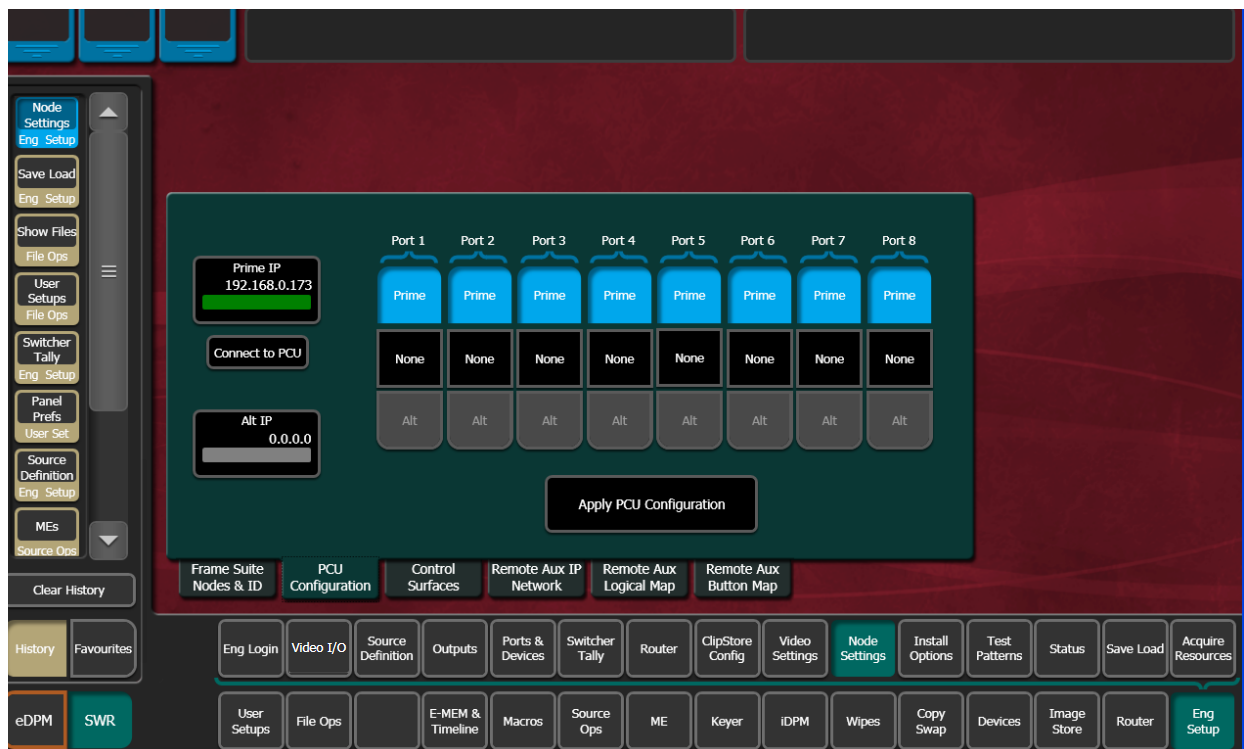 Node
Settings
Eng Setup
Save Load
Eng Setup
Show Files
File Ops
User
Setups
File Ops
Switcher
Tally
Eng Setup
Panel
Prefs
User Set
Source
Definition
Eng Setup
MEs
Source Ops
Clear History
History
Favourites
eDPM
SWR
Port 1 Port 2 Port 3 Port 4 Port 5 Port 6 Port 7 Port 8
Prime IP
192.168.0.173
Prime Prime Prime Prime Prime Prime Prime Prime
Connect to PCU
None None None None None None None None
Alt IP
0.0.0.0
Alt Alt Alt Alt Alt Alt Alt Alt
Apply PCU Configuration
Frame Suite
Nodes & ID
PCU
Configuration
Control
Surfaces
Remote Aux IP
Network
Remote Aux
Logical Map
Remote Aux
Button Map
Eng Login
Video I/O
Source
Definition
Outputs
Ports &
Devices
Switcher
Tally
Router
ClipStore
Config
Video
Settings
Node
Settings
Install
Options
Test
Patterns
Status
Save Load
Acquire
Resources
User
Setups
File Ops
E-MEM &
Timeline
Macros
Source
Ops
ME
Keyer
iDPM
Wipes
Copy
Swap
Devices
Image
Store
Router
Eng
Setup